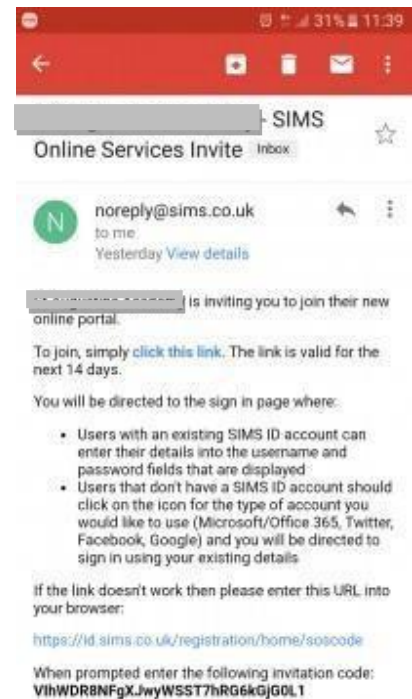 31% 11:39
- SIMS
Online Services Invite Inbox
N
noreply@sims.co.uk
to me
Yesterday View details
is inviting you to join their new
online portal.
To join, simply click this link. The link is valid for the
next 14 days.
You will be directed to the sign in page where:
• Users with an existing SIMS ID account can
enter their details into the username and
password fields that are displayed
• Users that don't have a SIMS ID account should
click on the icon for the type of account you
would like to use (Microsoft/Office 365, Twitter,
Facebook, Google) and you will be directed to
sign in using your existing details
If the link doesn't work then please enter this URL into
your browser:
https://id.sims.co.uk/registration/home/soscode
When prompted enter the following invitation code: